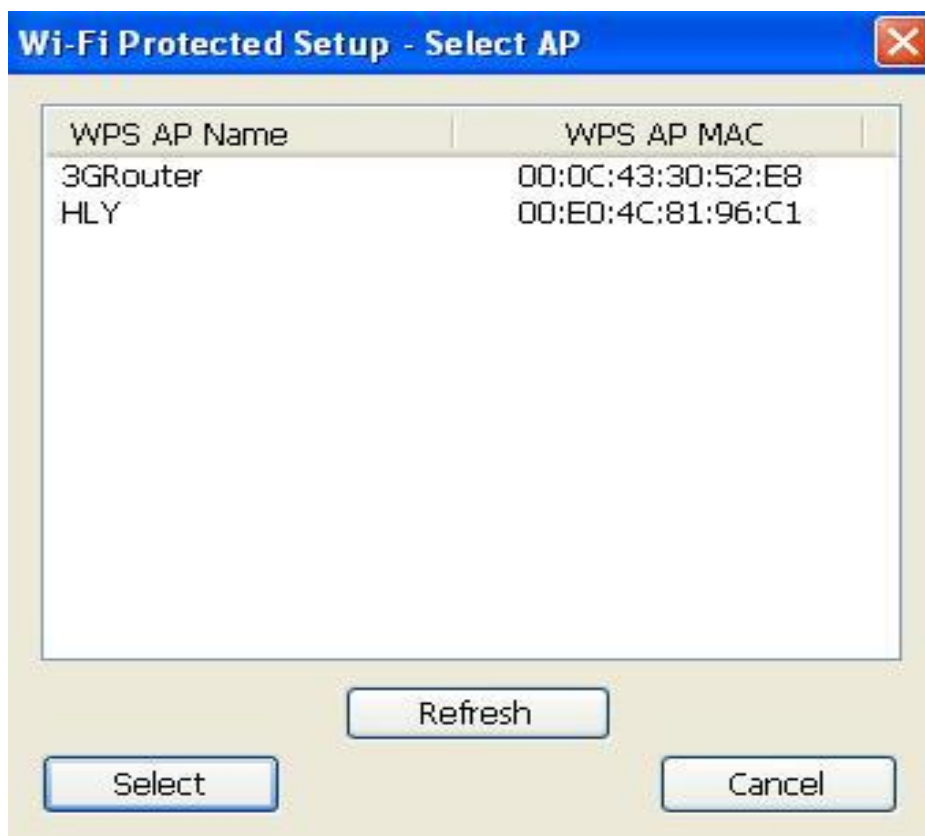 Wi-Fi Protected Setup - Select AP
WPS AP Name WPS AP MAC
3GRouter 00:0C:43:30:52:E8
HLY 00:E0:4C:81:96:C1
Refresh
Select Cancel